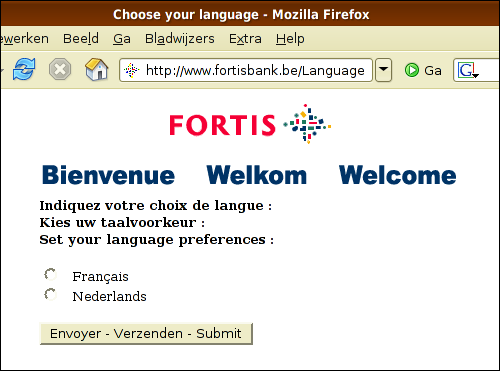 Choose your language - Mozilla Firefox
ewerken Beeld Ga Bladwijzers Extra Help
http://www.fortisbank.be/Language Ga G
FORTIS
Bienvenue Welkom Welcome
Indiquez votre choix de langue :
Kies uw taalvoorkeur :
Set your language preferences :
Français
Nederlands
Envoyer - Verzenden - Submit